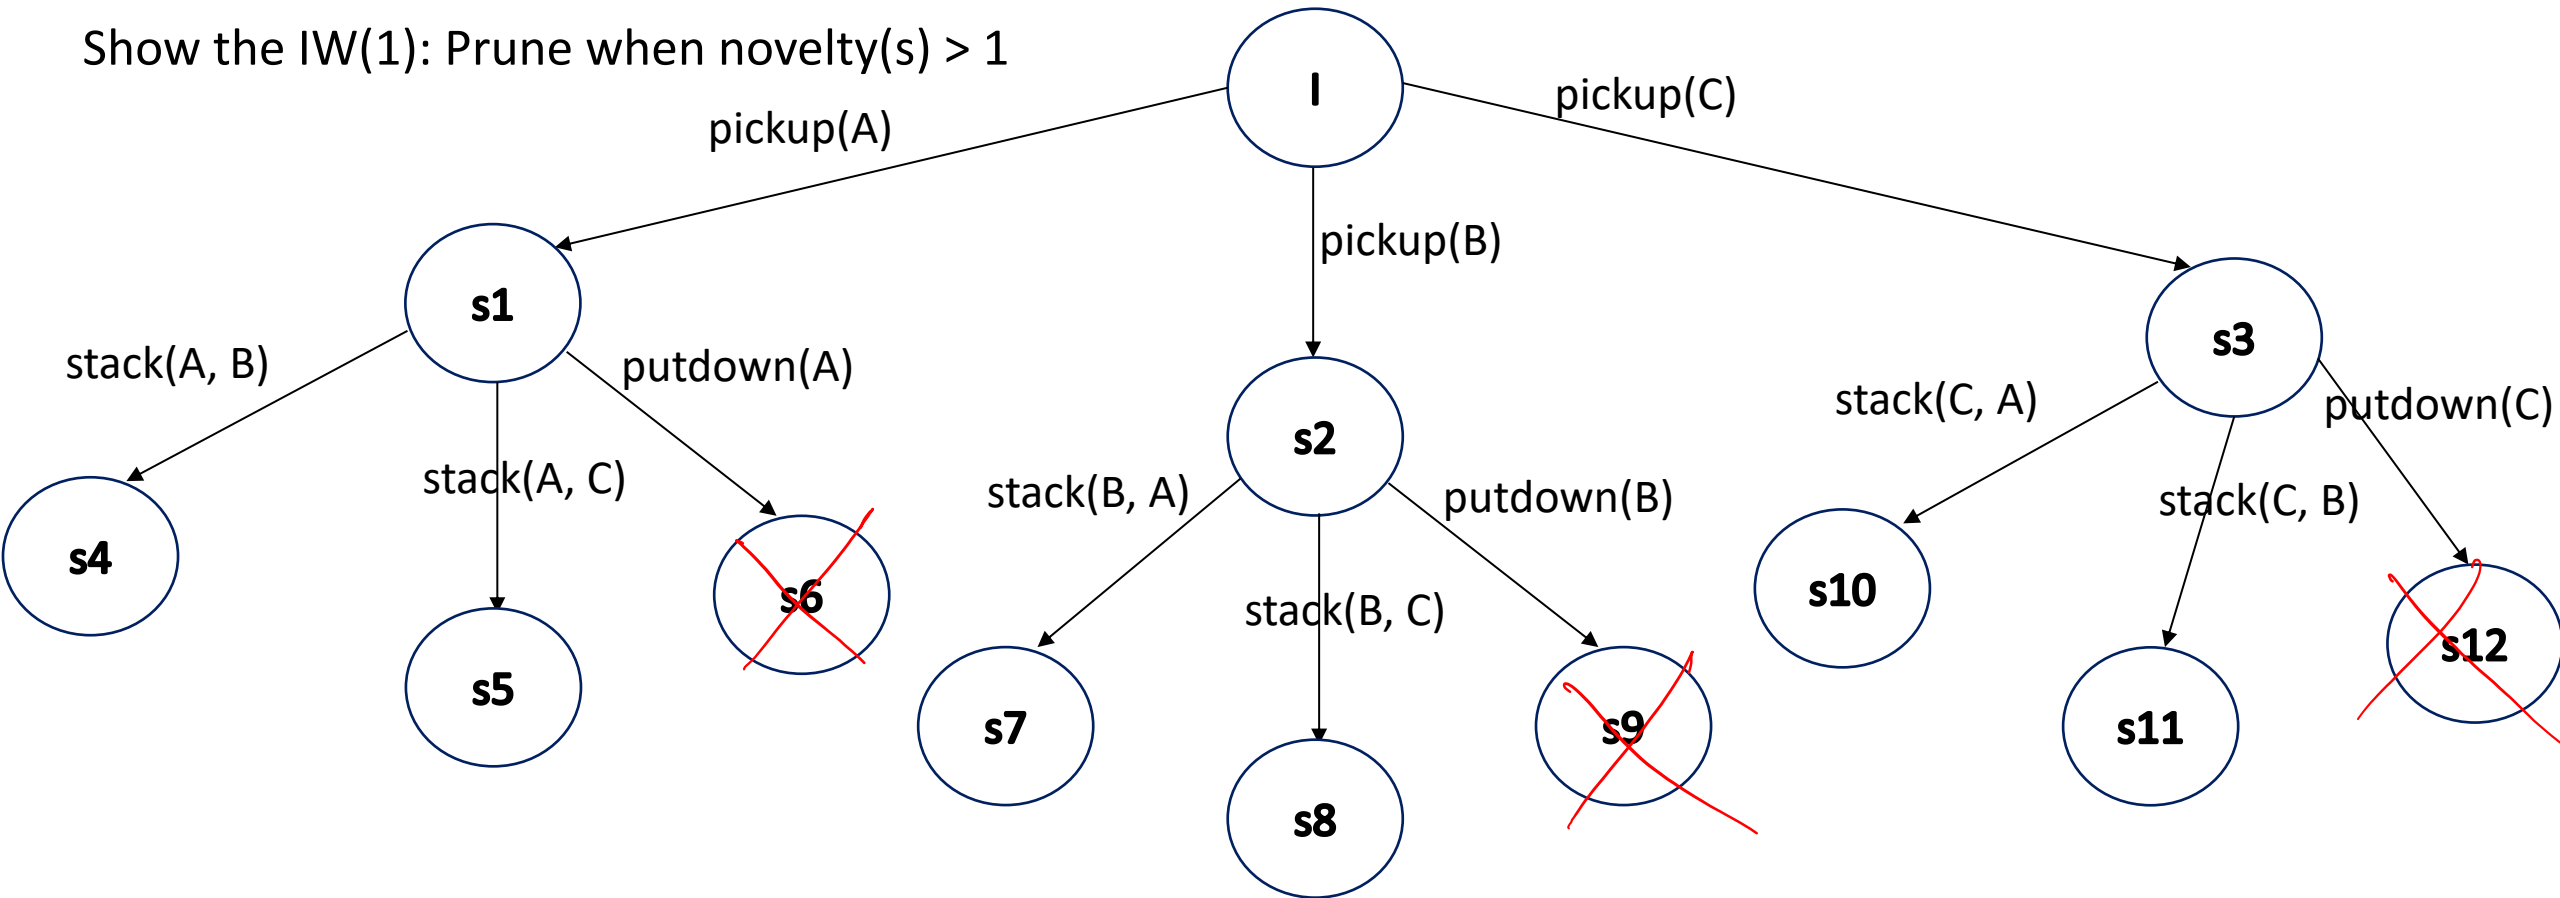 Show the IW(1): Prune when novelty(s) > 1
I
pickup(A)
pickup(C)
pickup(B)
s1
s2
s3
stack(A, B)
stack(A, C)
putdown(A)
stack(B, A)
stack(B, C)
putdown(B)
stack(C, A)
stack(C, B)
putdown(C)
s4
s5
s6
s7
s8
s9
s10
s11
s12